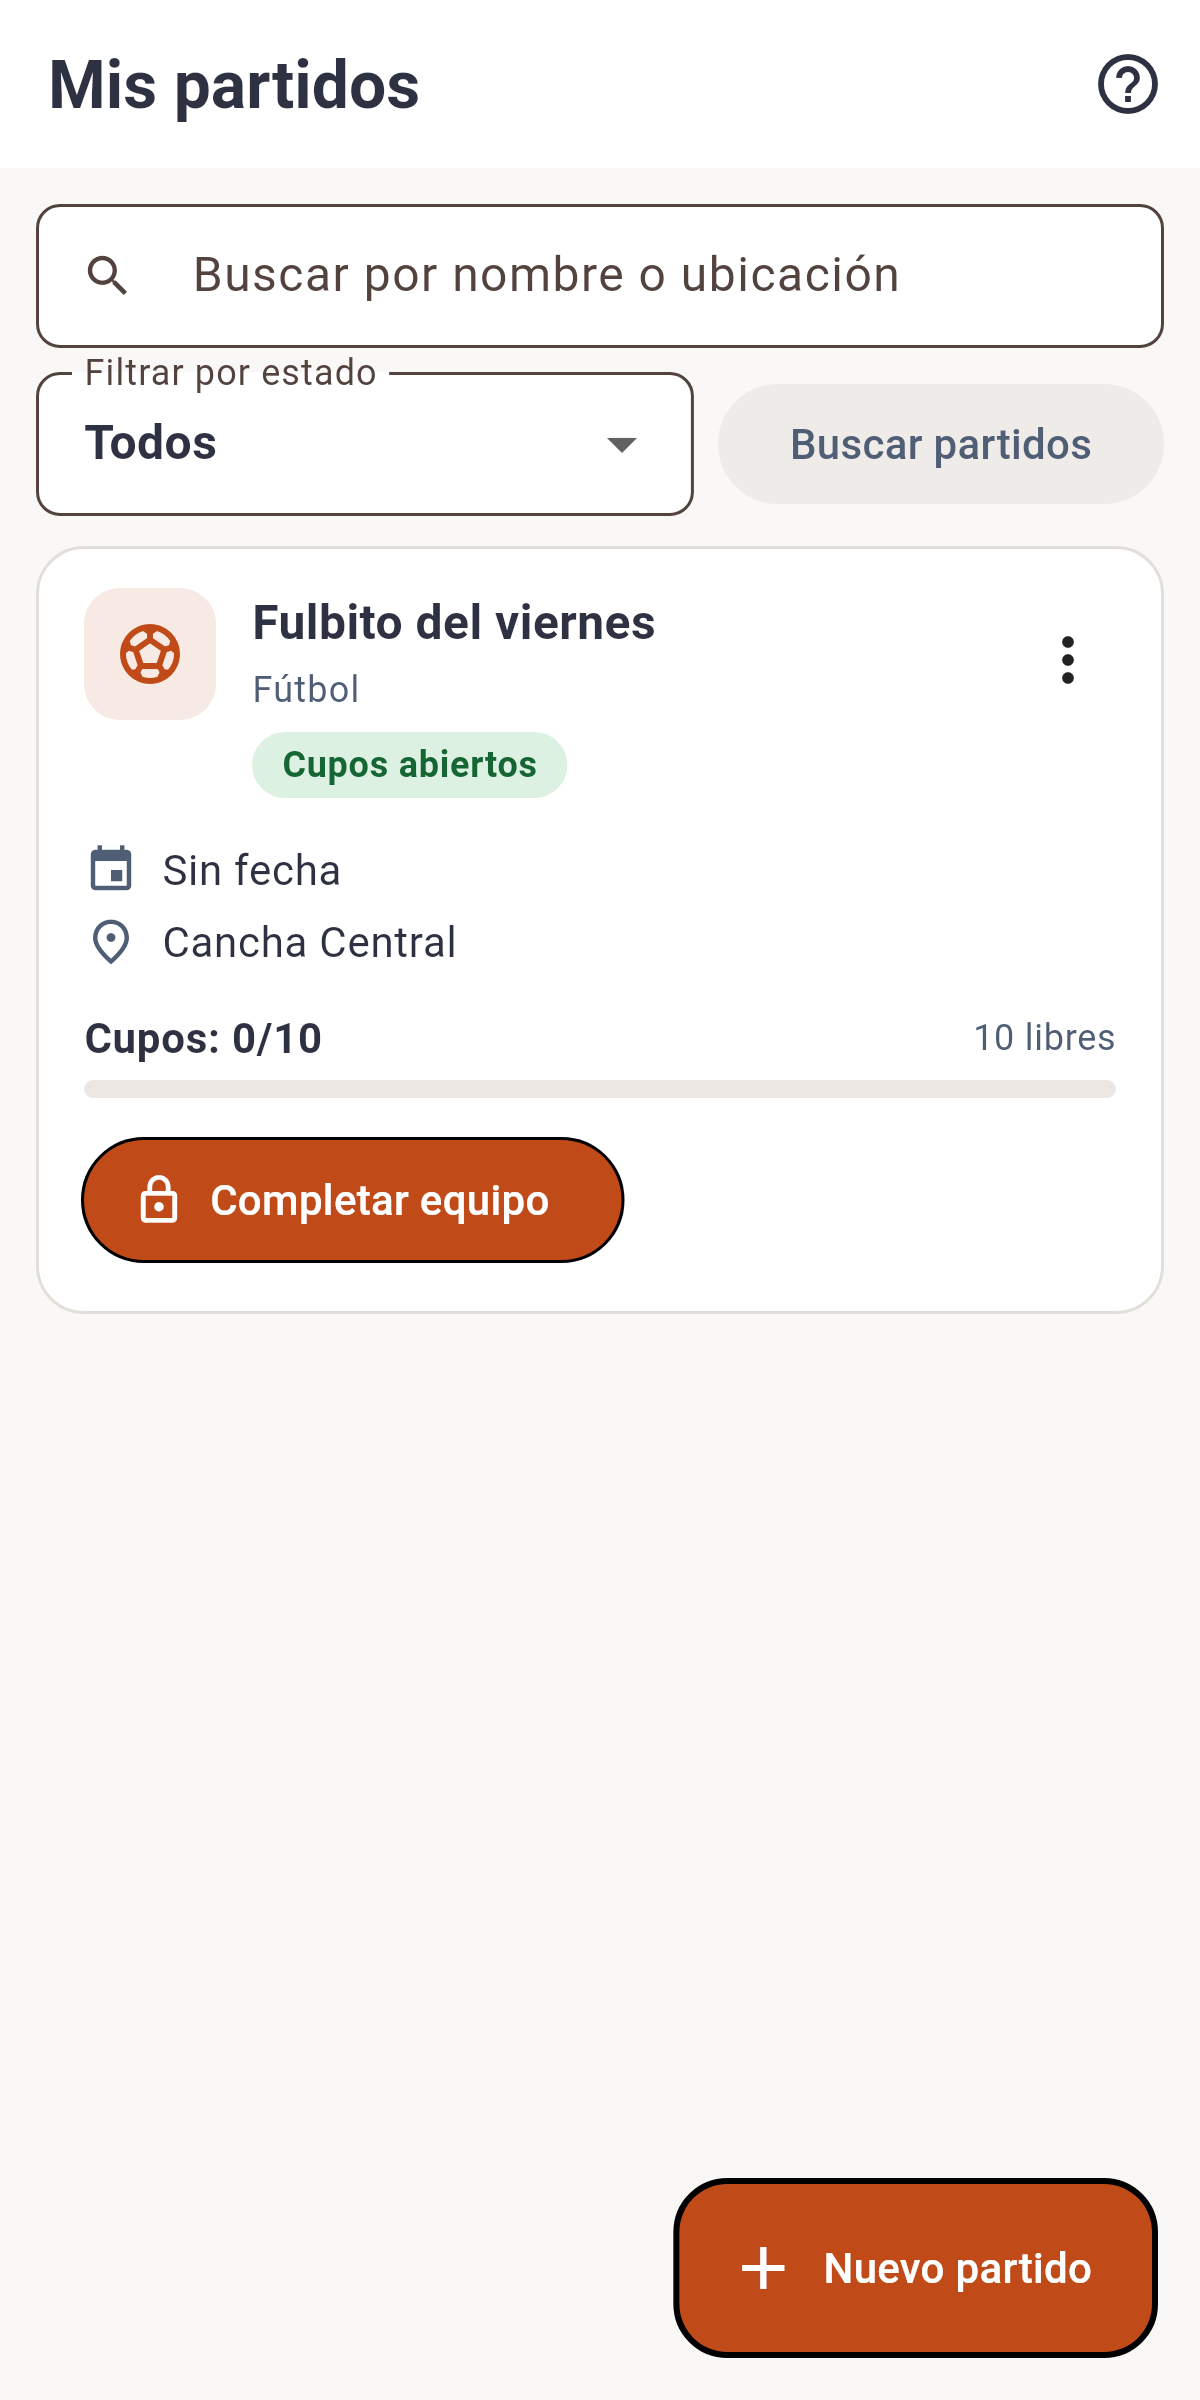 Mis partidos
Buscar por nombre o ubicación
Filtrar por estado
Todos
Buscar partidos
Fulbito del viernes
Fútbol
Cupos abiertos
Sin fecha
Cancha Central
Cupos: 0/10
10 libres
Completar equipo
Nuevo partido